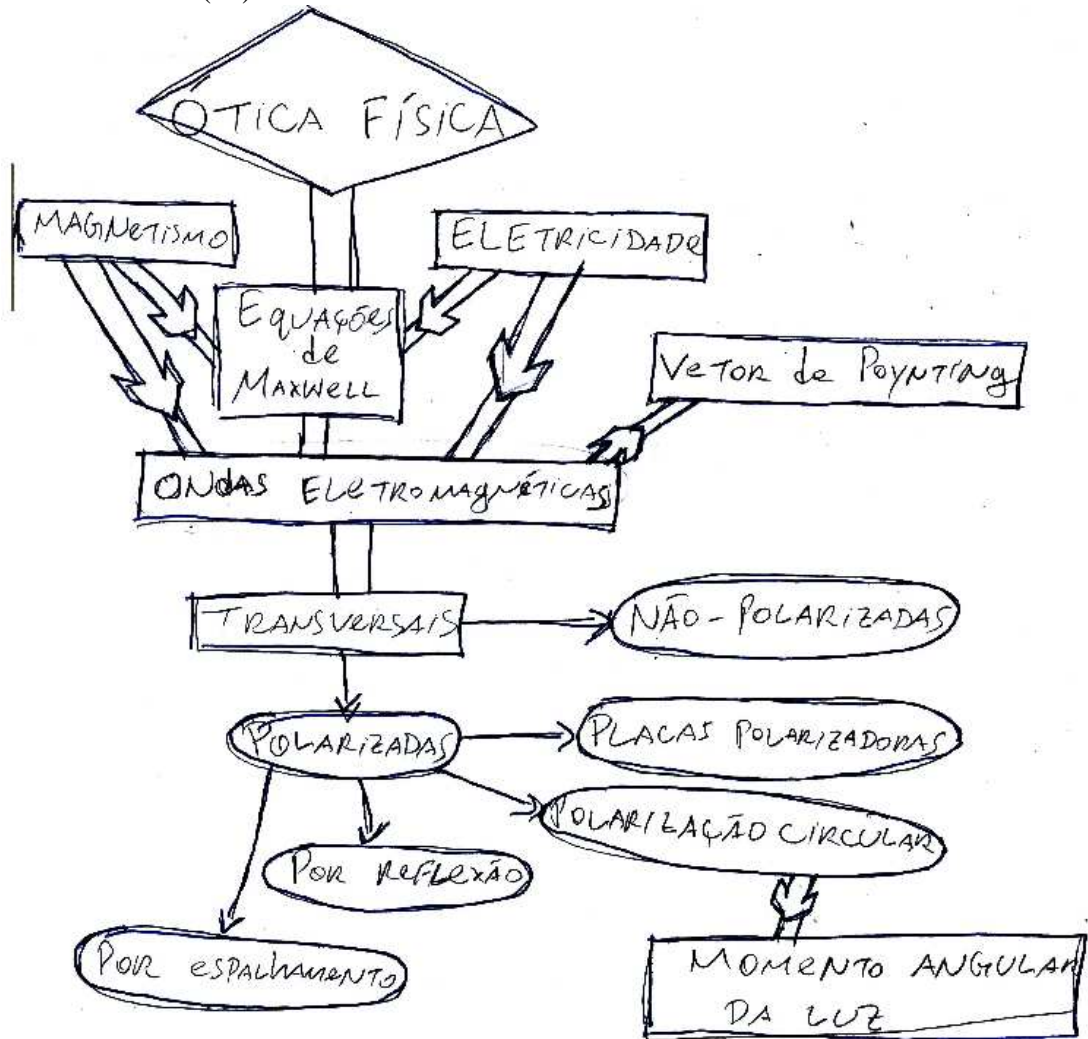 ÓTICA FÍSICA
MAGNETISMO
ELETRICIDADE
EQUAÇÕES
de
MAXWELL
VETOR de POYNTING
ONDAS ELETROMAGNÉTICAS
TRANSVERSAIS
NÃO-POLARIZADAS
POLARIZADAS
PLACAS POLARIZADORAS
POLARIZAÇÃO CIRCULAR
POR REFLEXÃO
POR ESPALHAMENTO
MOMENTO ANGULAR
DA LUZ